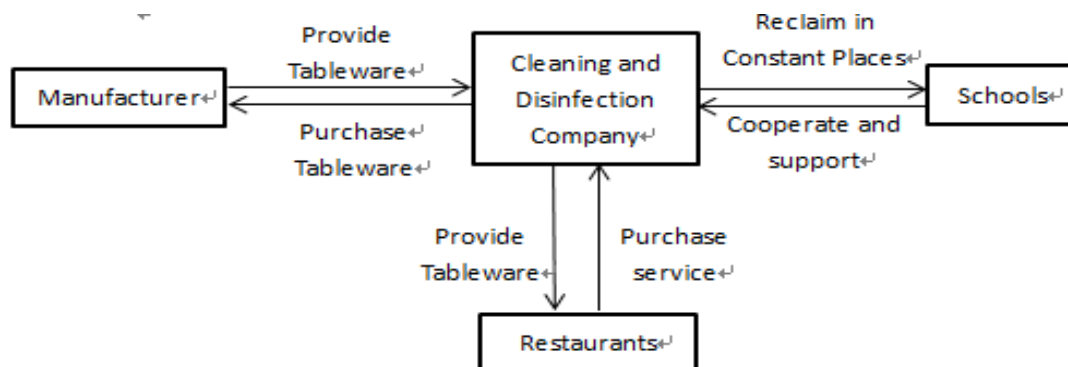 Provide
Tableware
Manufacturer
Purchase
Tableware
Cleaning and
Disinfection
Company
Reclaim in
Constant Places
Schools
Cooperate and
support
Provide
Tableware
Purchase
service
Restaurants